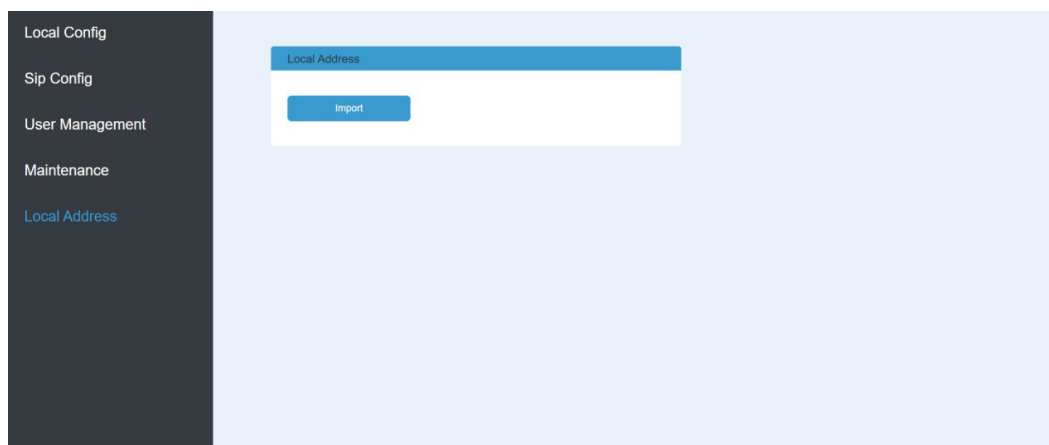 Local Config
Sip Config
User Management
Maintenance
Local Address
Local Address
Import